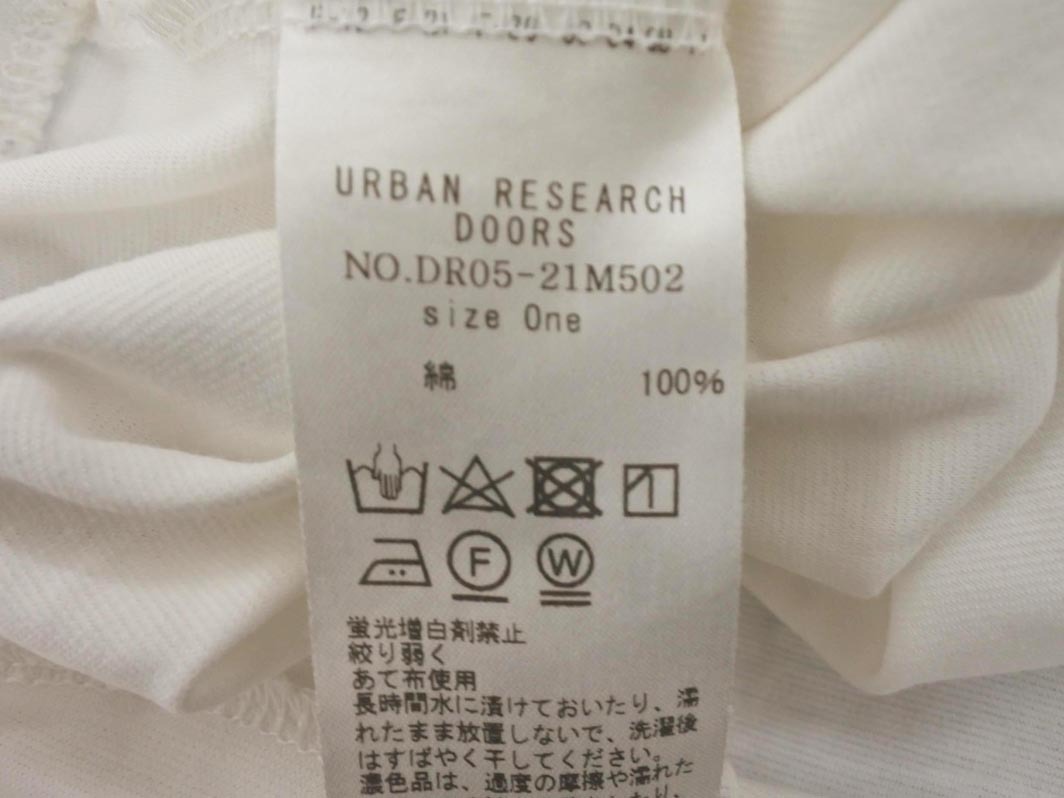 URBAN RESEARCH
DOORS
NO.DR05-21M502
size One
綿 100%
F W
蛍光増白剤禁止
絞り弱く
あて布使用
長時間水に漬けておいたり、濡
れたまま放置しないで、洗濯後
はすばやく干してください。
濃色品は、過度の摩擦や濡れた